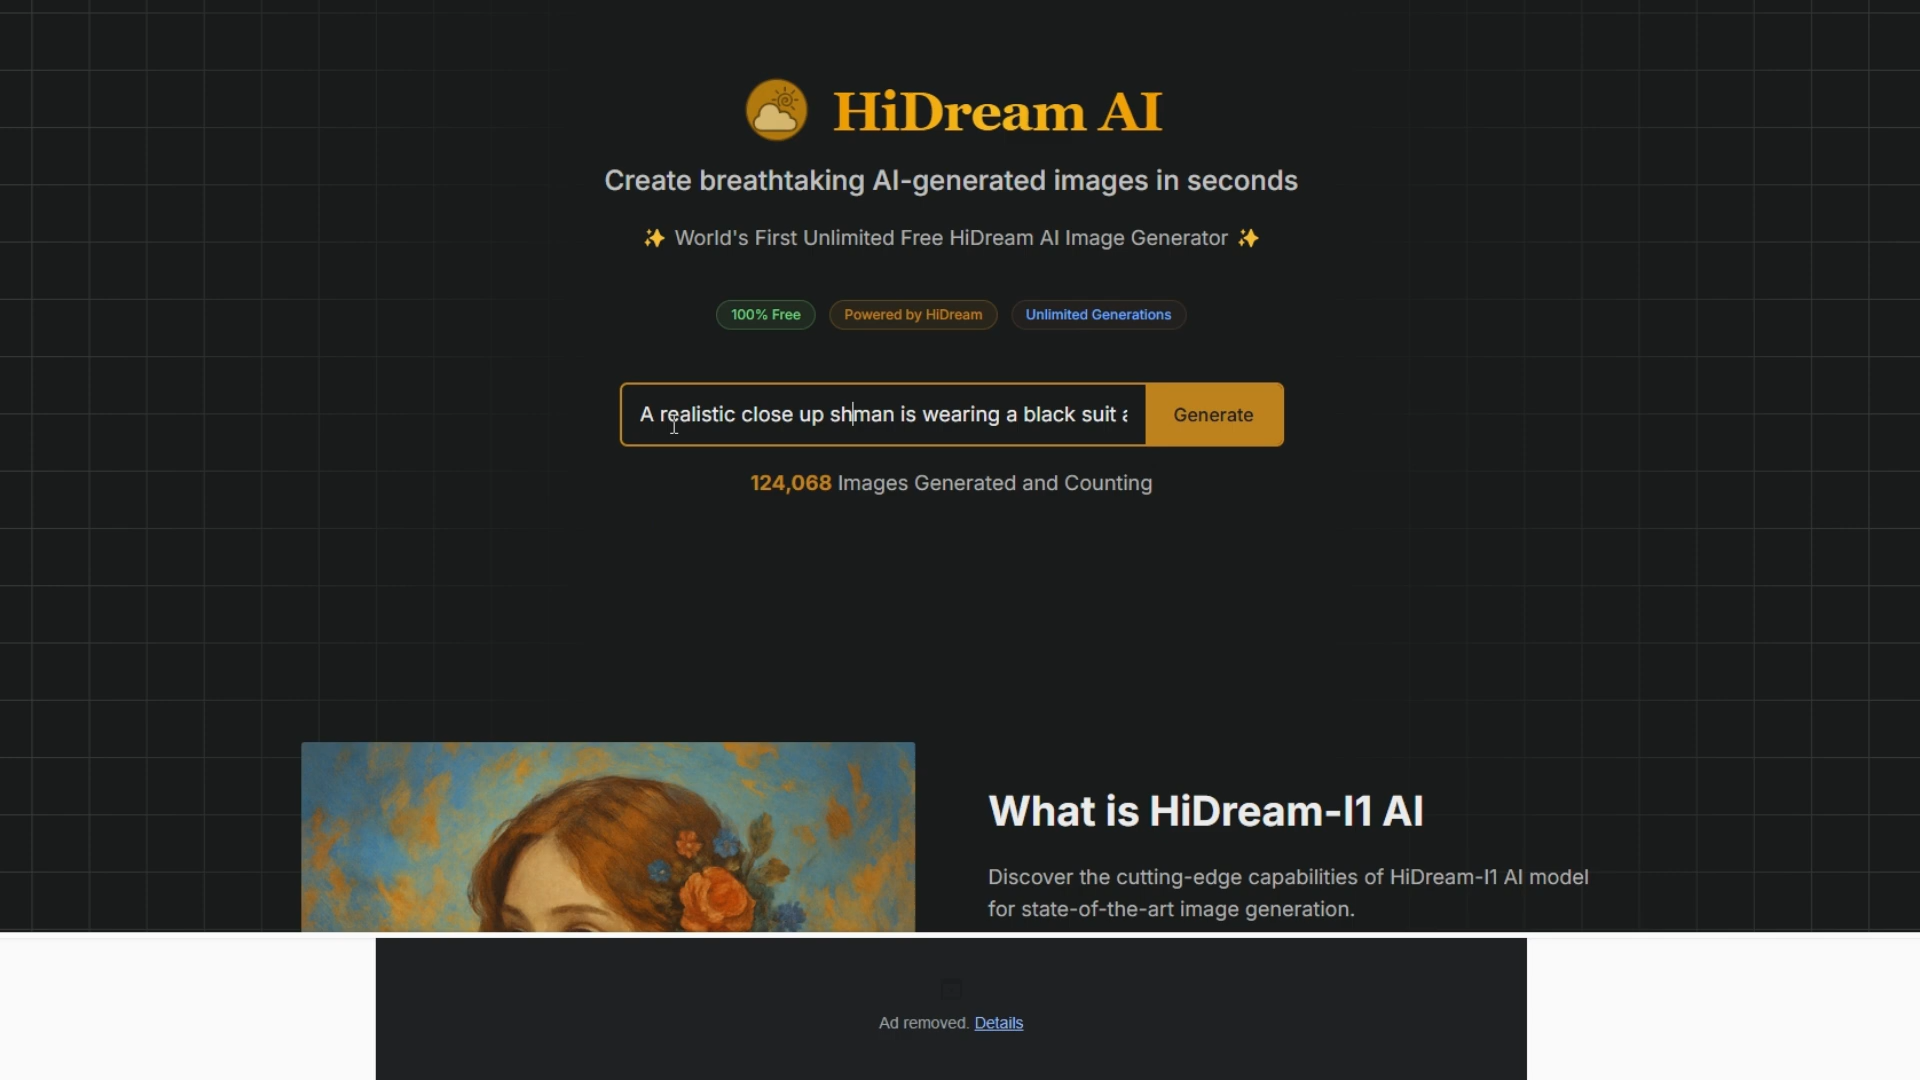 HiDream AI
Create breathtaking AI-generated images in seconds
✨ World's First Unlimited Free HiDream AI Image Generator ✨
100% Free
Powered by HiDream
Unlimited Generations
A realistic close up shman is wearing a black suit
Generate
124,068 Images Generated and Counting
What is HiDream-I1 AI
Discover the cutting-edge capabilities of HiDream-I1 AI model
for state-of-the-art image generation.
Ad removed. Details